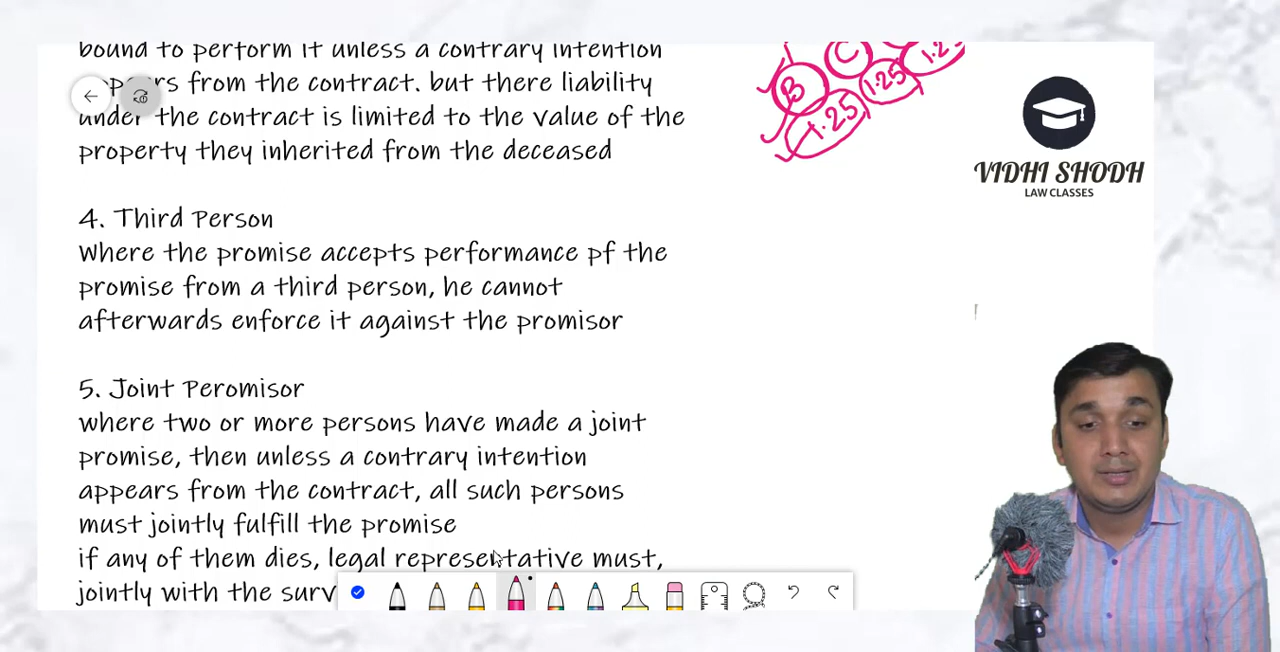 bound to perform it unless a contrary intention
appears from the contract. but there liability
under the contract is limited to the value of the
property they inherited from the deceased
B
C
1.25
1.25
1.2
VIDHI SHODH
LAW CLASSES
4. Third Person
Where the promise accepts performance pf the
promise from a third person, he cannot
afterwards enforce it against the promisor
5. Joint Peromisor
where two or more persons have made a joint
promise, then unless a contrary intention
appears from the contract, all such persons
must jointly fulfill the promise
if any of them dies, legal representative must,
jointly with the surv